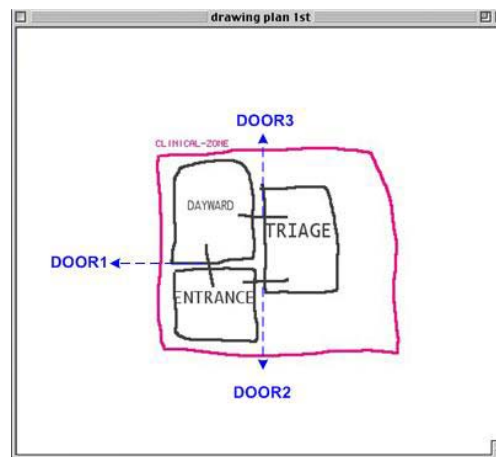 drawing plan 1st
DOOR3
CLINICAL-ZONE
DAYWARD
TRIAGE
DOOR1
ENTRANCE
DOOR2